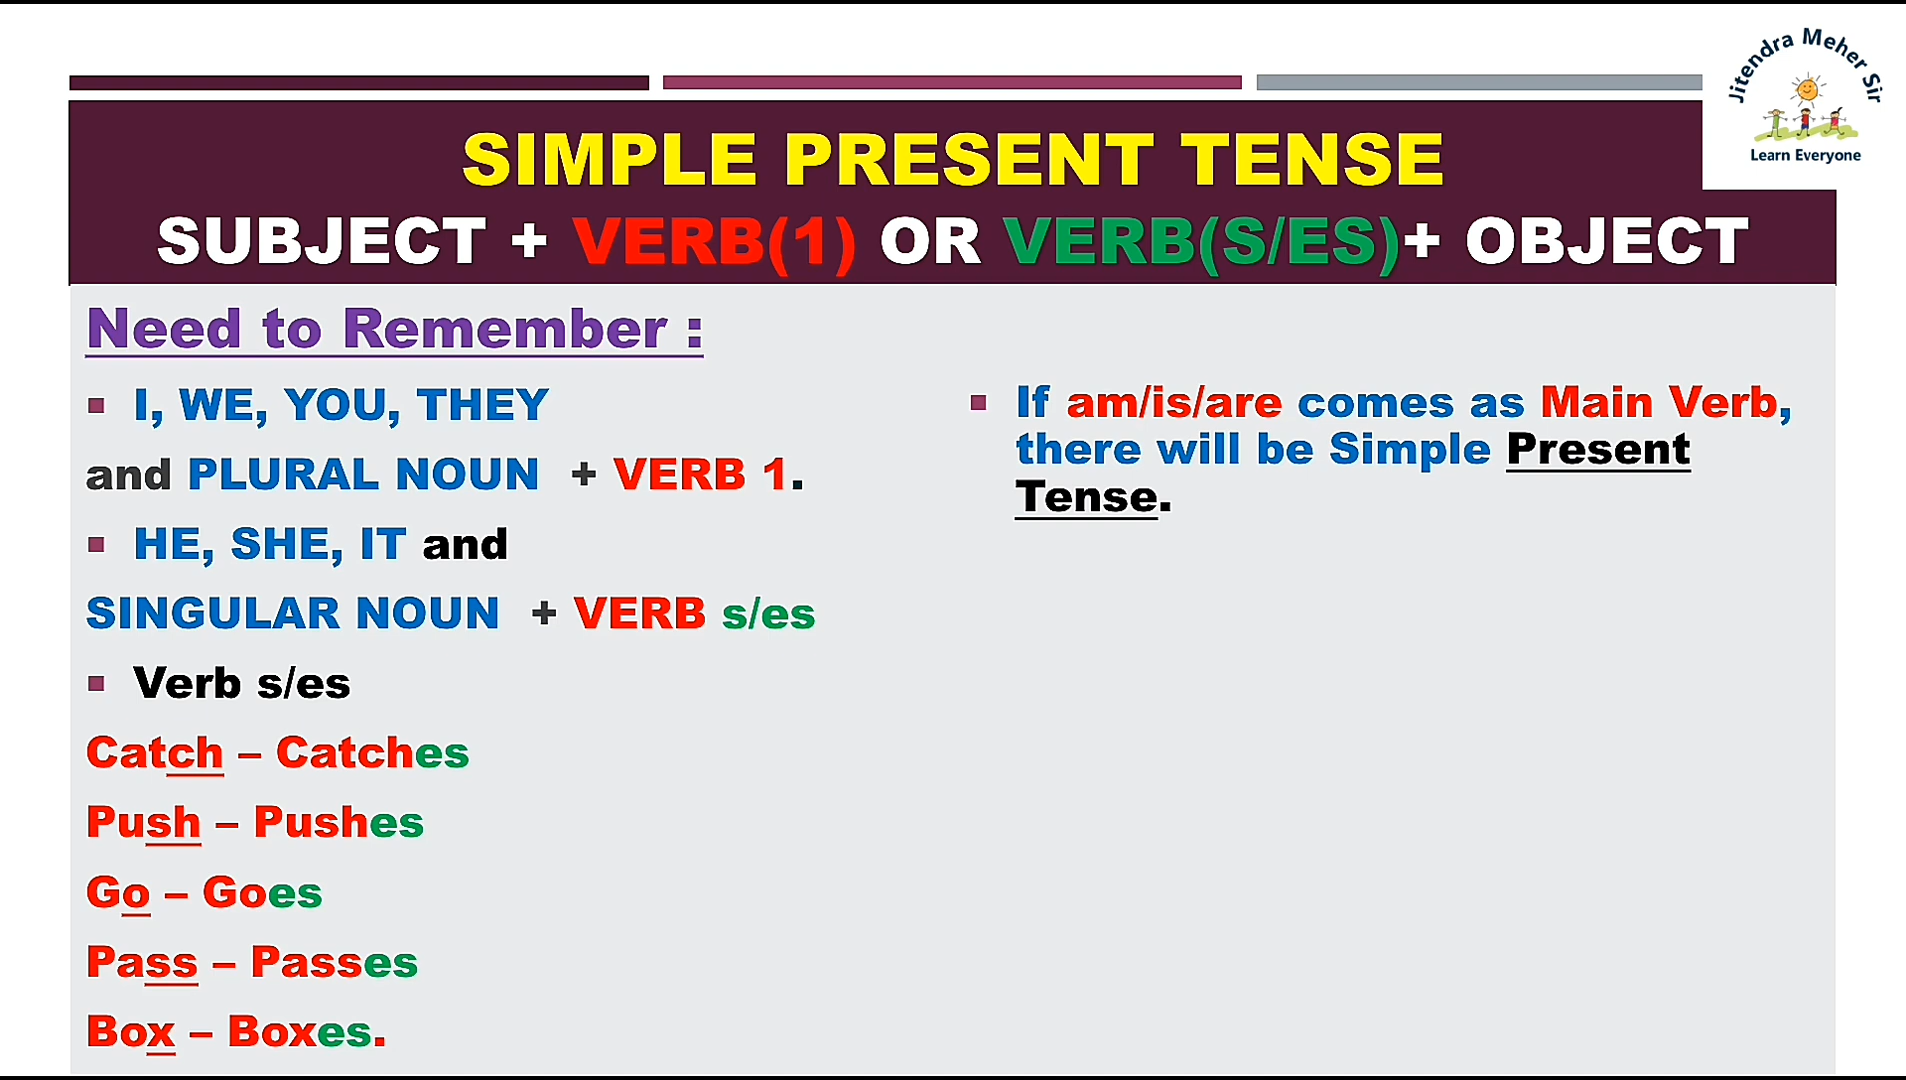 Jitendra Meher Sir
Learn Everyone
SIMPLE PRESENT TENSE
SUBJECT + VERB(1) OR VERB(S/ES)+ OBJECT
Need to Remember :
▪ I, WE, YOU, THEY
and PLURAL NOUN + VERB 1.
▪ HE, SHE, IT and
SINGULAR NOUN + VERB s/es
▪ Verb s/es
Catch – Catches
Push – Pushes
Go – Goes
Pass – Passes
Box – Boxes.
▪ If am/is/are comes as Main Verb,
there will be Simple Present
Tense.